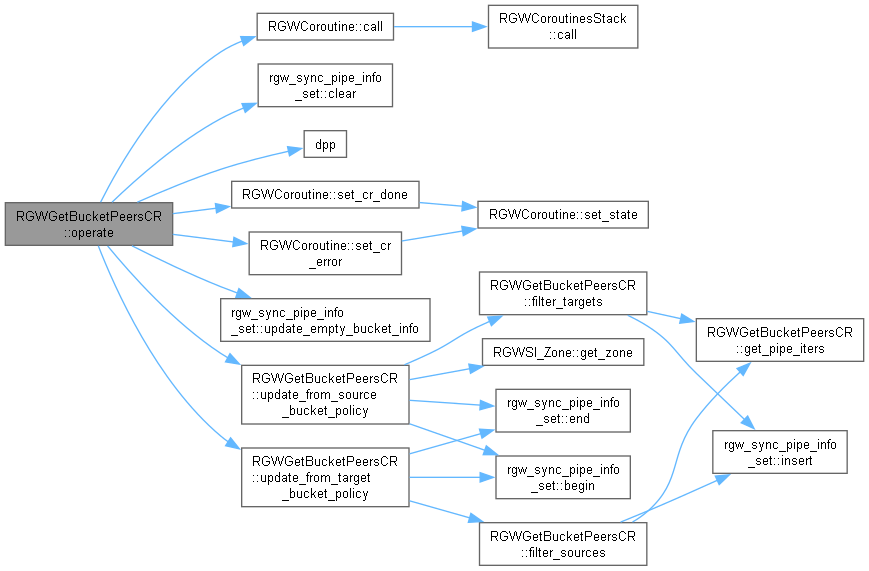 RGWCoroutine::call
RGWCoroutinesStack
::call
rgw_sync_pipe_info
_set::clear
dpp
RGWGetBucketPeersCR
::operate
RGWCoroutine::set_cr_done
RGWCoroutine::set_cr
_error
RGWCoroutine::set_state
rgw_sync_pipe_info
_set::update_empty_bucket_info
RGWGetBucketPeersCR
::update_from_source
_bucket_policy
RGWGetBucketPeersCR
::update_from_target
_bucket_policy
RGWGetBucketPeersCR
::filter_targets
RGWSI_Zone::get_zone
rgw_sync_pipe_info
_set::end
rgw_sync_pipe_info
_set::begin
RGWGetBucketPeersCR
::filter_sources
RGWGetBucketPeersCR
::get_pipe_iters
rgw_sync_pipe_info
_set::insert